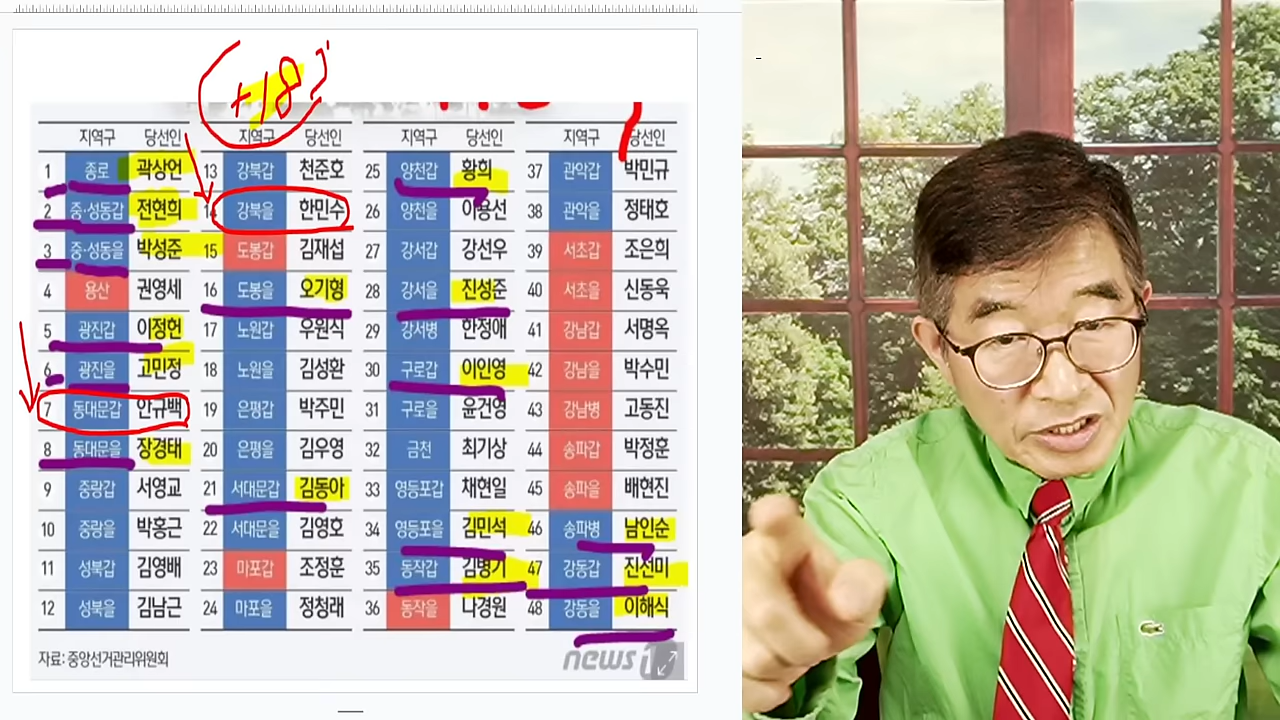 +18
지역구 당선인 지역구 당선인 지역구 당선인 지역구 당선인
1 종로 곽상언 13 강북갑 천준호 25 양천갑 황희 37 관악갑 박민규
2 중·성동갑 전현희 14 강북을 한민수 26 양천을 이용선 38 관악을 정태호
3 중·성동을 박성준 15 도봉갑 김재섭 27 강서갑 강선우 39 서초갑 조은희
4 용산 권영세 16 도봉을 오기형 28 강서을 진성준 40 서초을 신동욱
5 광진갑 이정헌 17 노원갑 우원식 29 강서병 한정애 41 강남갑 서명옥
6 광진을 고민정 18 노원을 김성환 30 구로갑 이인영 42 강남을 박수민
7 동대문갑 안규백 19 은평갑 박주민 31 구로을 윤건영 43 강남병 고동진
8 동대문을 장경태 20 은평을 김우영 32 금천 최기상 44 송파갑 박정훈
9 중랑갑 서영교 21 서대문갑 김동아 33 영등포갑 채현일 45 송파을 배현진
10 중랑을 박홍근 22 서대문을 김영호 34 영등포을 김민석 46 송파병 남인순
11 성북갑 김영배 23 마포갑 조정훈 35 동작갑 김병기 47 강동갑 진선미
12 성북을 김남근 24 마포을 정청래 36 동작을 나경원 48 강동을 이해식
자료: 중앙선거관리위원회
news1